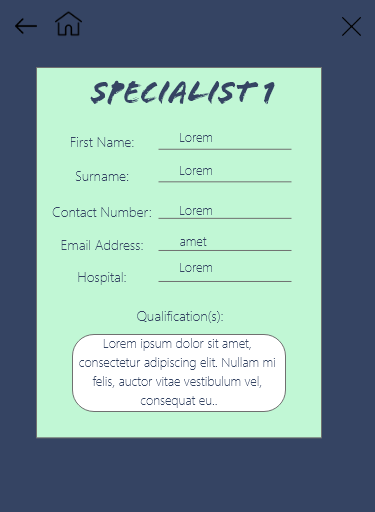 SPECIALIST 1
First Name: Lorem
Surname: Lorem
Contact Number: Lorem
Email Address: amet
Hospital: Lorem
Qualification(s):
Lorem ipsum dolor sit amet,
consectetur adipiscing elit. Nullam mi
felis, auctor vitae vestibulum vel,
consequat eu..